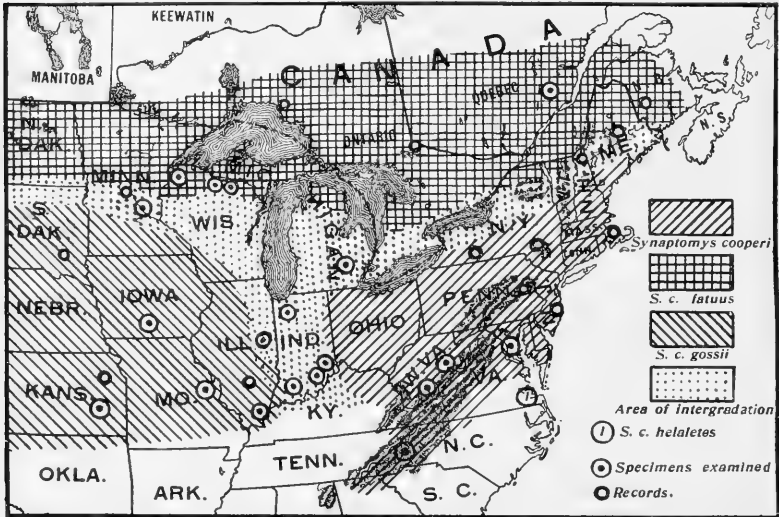 KEEWATIN
MANITOBA
CANADA
QUEBEC
ONTARIO
N. B.
N. S.
N. DAK.
MINN.
ME.
S. DAK.
WIS.
N.Y.
MASS
CONN
Synaptomys cooperi
NEBR.
IOWA
PENN.
S. c. fatuus
ILL.
IND.
OHIO
W.VA.
VA.
S. c. gossii
KANS.
MO.
KY.
Area of intergradation
S. c. helaletes
TENN.
N.C.
Specimens examined
OKLA.
ARK.
S. C.
Records.